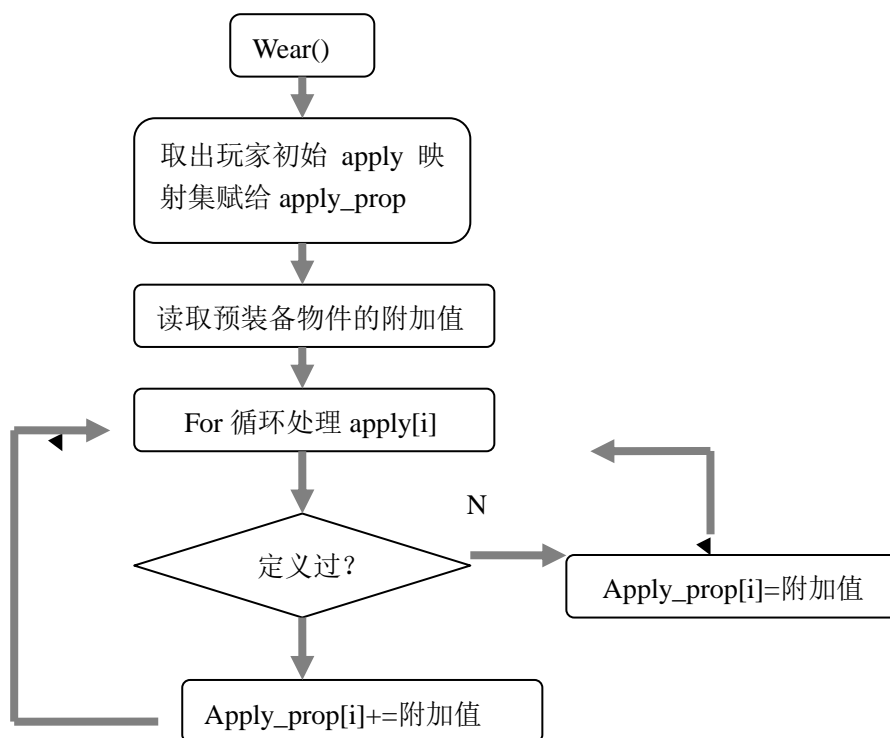 Wear()
取出玩家初始 apply 映
射集赋给 apply_prop
读取预装备物件的附加值
For 循环处理 apply[i]
N
定义过？
Apply_prop[i]=附加值
Apply_prop[i]+=附加值